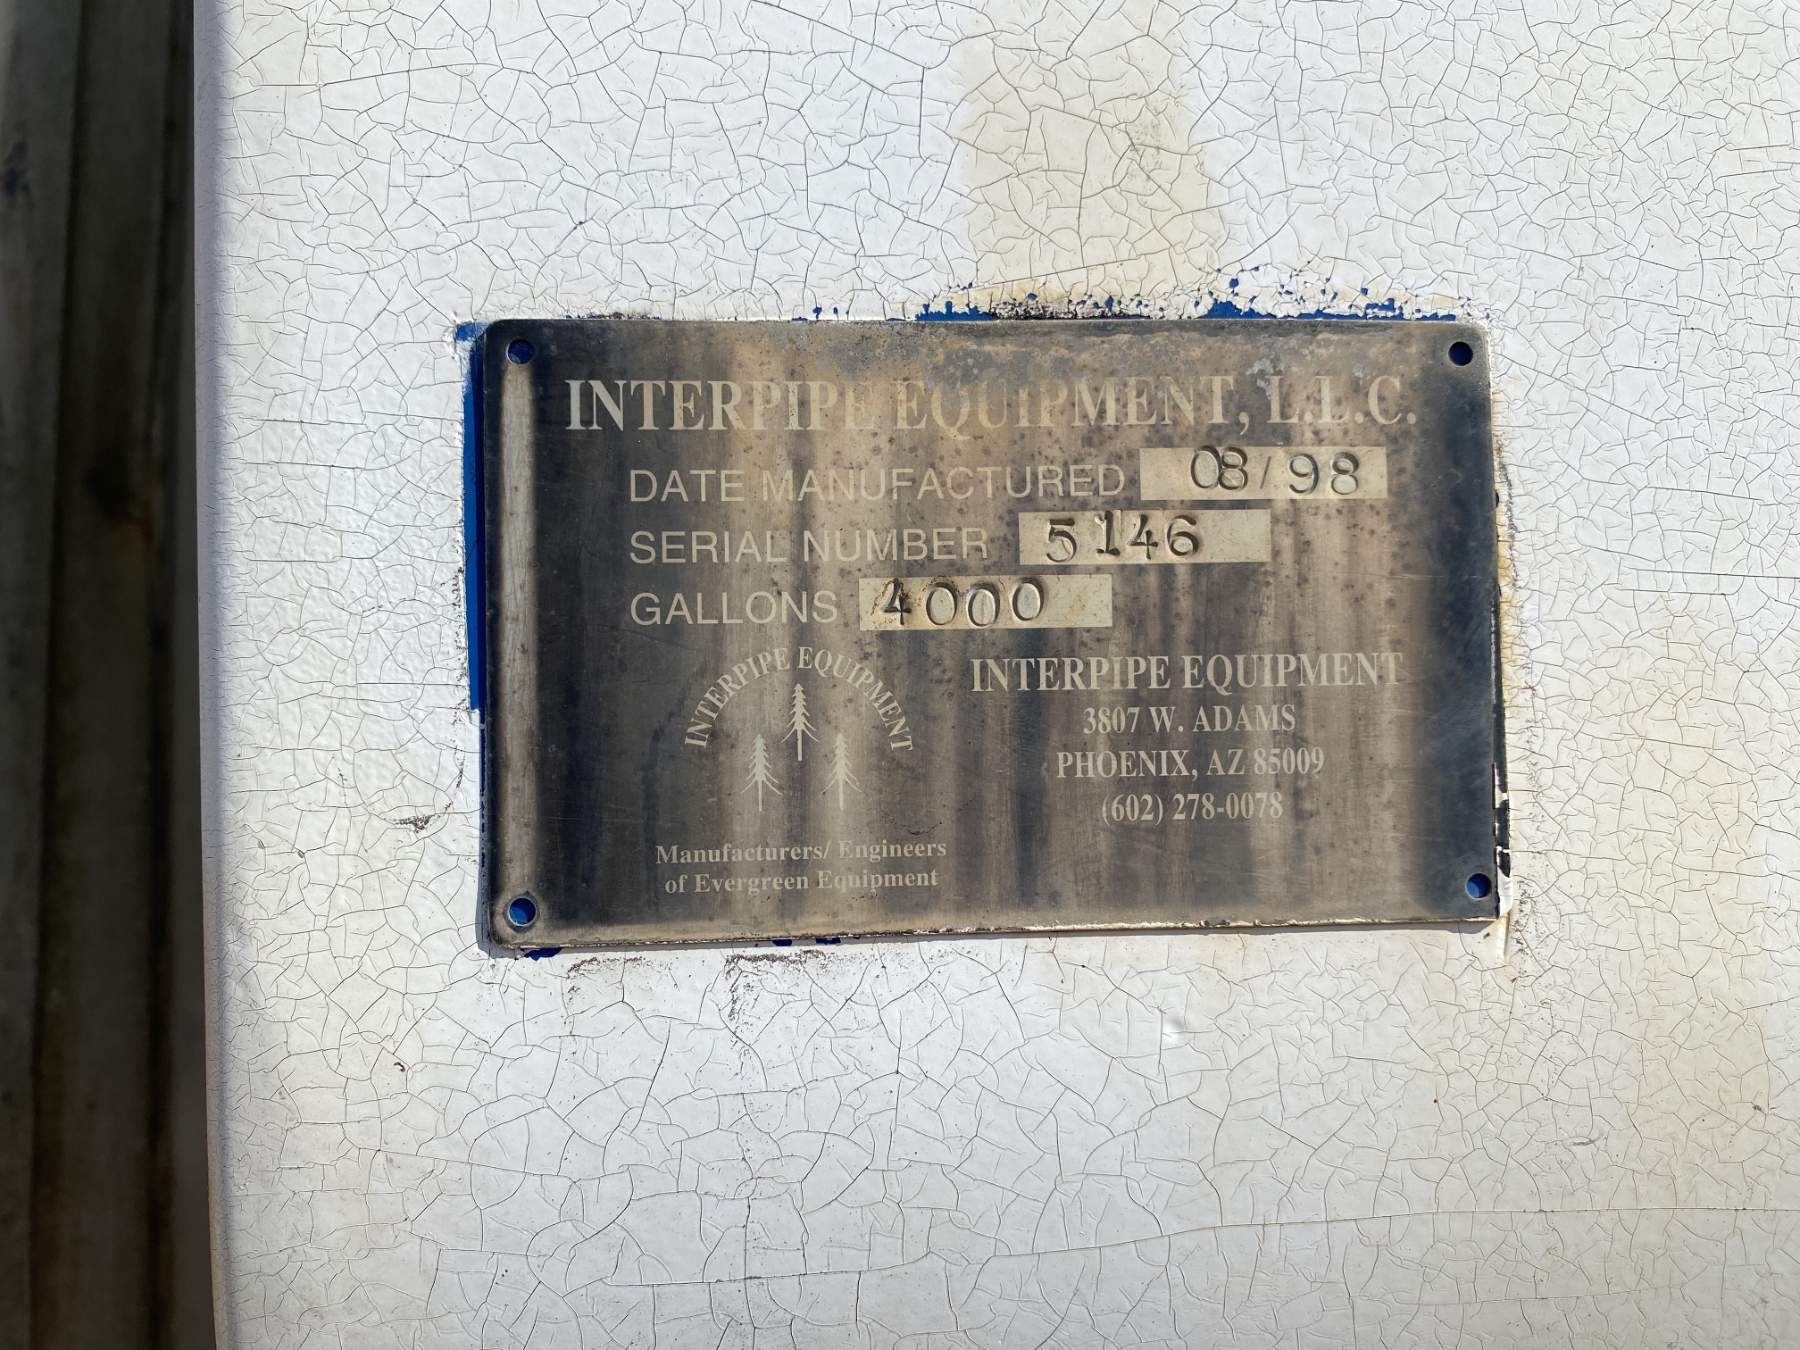 INTERPIPE EQUIPMENT, L.L.C.
DATE MANUFACTURED 08/98
SERIAL NUMBER 5146
GALLONS 4000
INTERPIPE EQUIPMENT
Manufacturers/ Engineers
of Evergreen Equipment
INTERPIPE EQUIPMENT
3807 W. ADAMS
PHOENIX, AZ 85009
(602) 278-0078